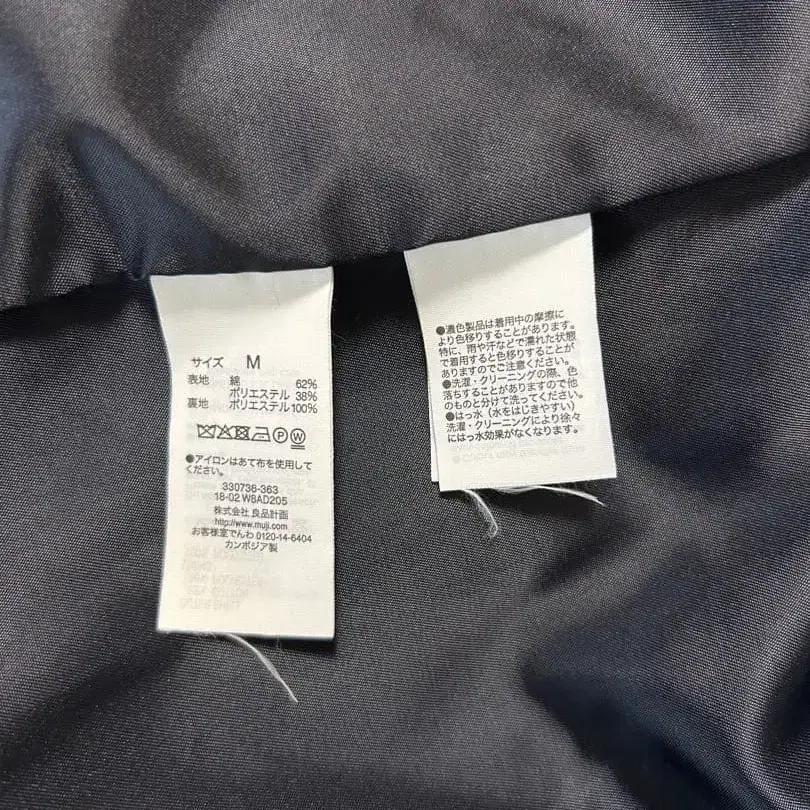 サイズ M
表地 綿 62%
ポリエステル 38%
裏地 ポリエステル 100%
P W
●アイロンはあて布を使用して
ください。
330738-363
18-02 W8AD205
株式会社 良品計画
http://www.muji.com
お客様室でんわ 0120-14-6404
カンボジア製
●濃色製品は着用中の摩擦に
より色移りすることがあります。
特に、雨や汗などで濡れた状態
で着用すると色移りすることが
ありますのでご注意ください。
●洗濯・クリーニングの際、色
落ちすることがありますので他
のものと分けて洗ってください。
●はっ水(水をはじきやすい)
洗濯・クリーニングにより徐々
にはっ水効果がなくなります。